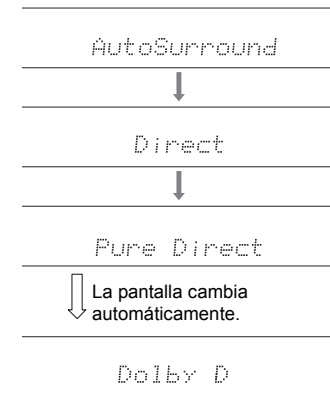 AutoSurround
Direct
Pure Direct
La pantalla cambia
automáticamente.
Dolby D